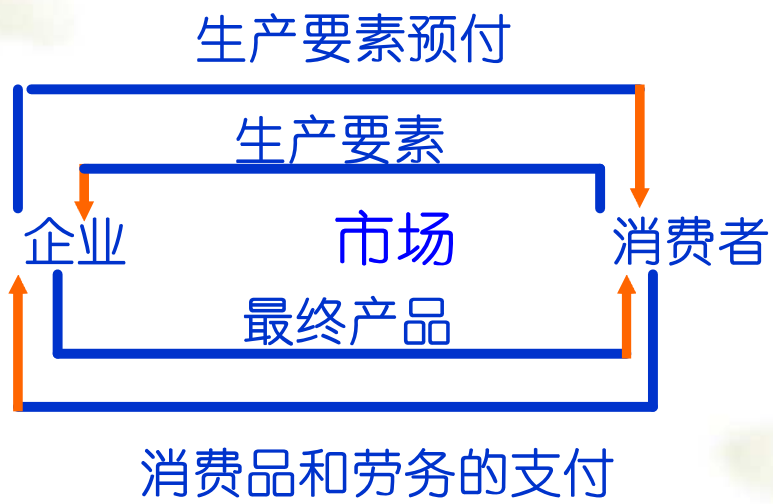 生产要素预付
生产要素
企业
市场
消费者
最终产品
消费品和劳务的支付